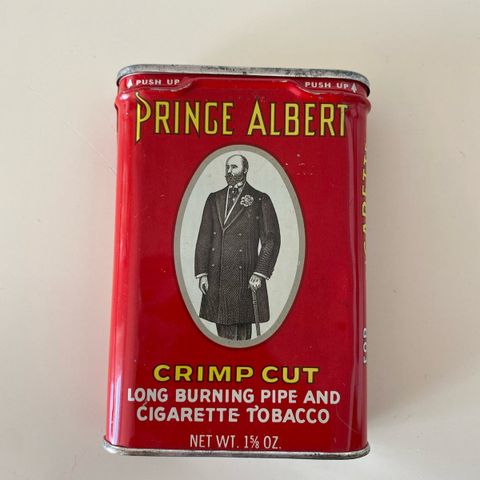 PUSH UP PUSH UP
PRINCE ALBERT
CRIMP CUT
LONG BURNING PIPE AND
CIGARETTE TOBACCO
NET WT. 1⅝ OZ.
FOR